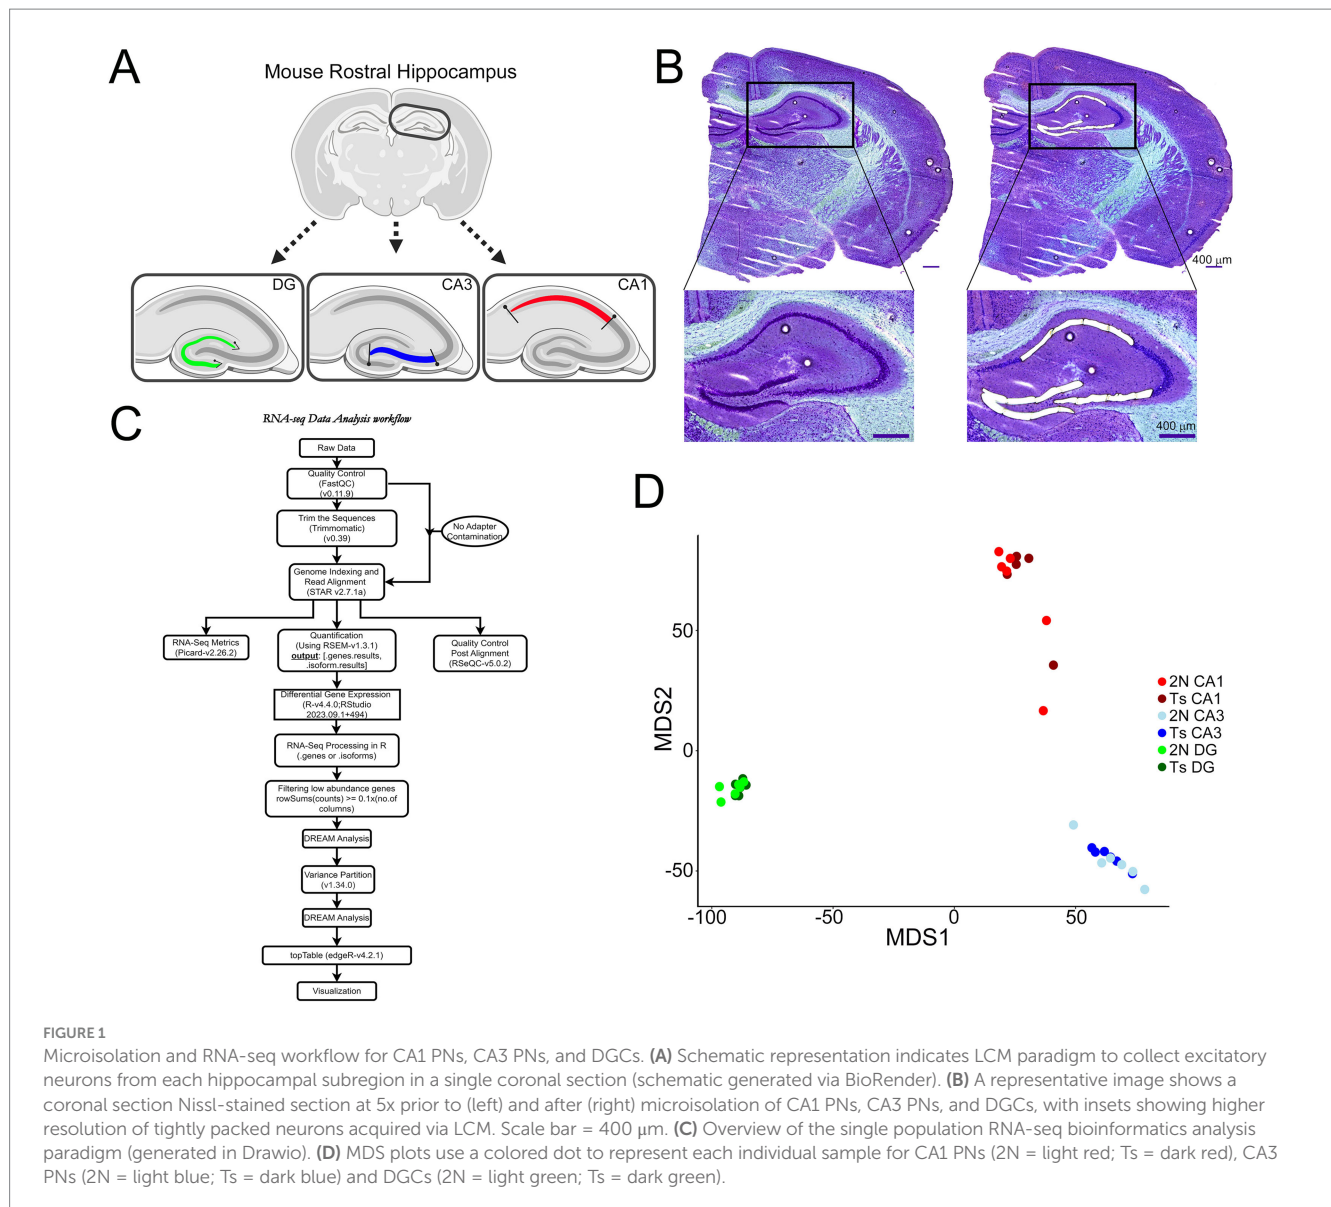 A
Mouse Rostral Hippocampus
DG
CA3
CA1
B
400 µm
400 µm
C
RNA-seq Data Analysis workflow
Raw Data
Quality Control
(FastQC)
(v0.11.9)
Trim the Sequences
(Trimmomatic)
(v0.39)
No Adapter
Contamination
Genome Indexing and
Read Alignment
(STAR v2.7.1a)
RNA-Seq Metrics
(Picard-v2.26.2)
Quantification
(Using RSEM-v1.3.1)
output: [.genes.results,
.isoform.results]
Quality Control
Post Alignment
(RSeQC-v5.0.2)
Differential Gene Expression
(R-v4.4.0;RStudio
2023.09.1+494)
RNA-Seq Processing in R
(.genes or .isoforms)
Filtering low abundance genes
rowSums(counts) >= 0.1x(no.of
columns)
DREAM Analysis
Variance Partition
(v1.34.0)
DREAM Analysis
topTable (edgeR-v4.2.1)
Visualization
D
MDS2
50
0
-50
-100
-50
0
50
MDS1
2N CA1
Ts CA1
2N CA3
Ts CA3
2N DG
Ts DG
FIGURE 1
Microisolation and RNA-seq workflow for CA1 PNs, CA3 PNs, and DGCs. (A) Schematic representation indicates LCM paradigm to collect excitatory
neurons from each hippocampal subregion in a single coronal section (schematic generated via BioRender). (B) A representative image shows a
coronal section Nissl-stained section at 5x prior to (left) and after (right) microisolation of CA1 PNs, CA3 PNs, and DGCs, with insets showing higher
resolution of tightly packed neurons acquired via LCM. Scale bar = 400 µm. (C) Overview of the single population RNA-seq bioinformatics analysis
paradigm (generated in Drawio). (D) MDS plots use a colored dot to represent each individual sample for CA1 PNs (2N = light red; Ts = dark red), CA3
PNs (2N = light blue; Ts = dark blue) and DGCs (2N = light green; Ts = dark green).